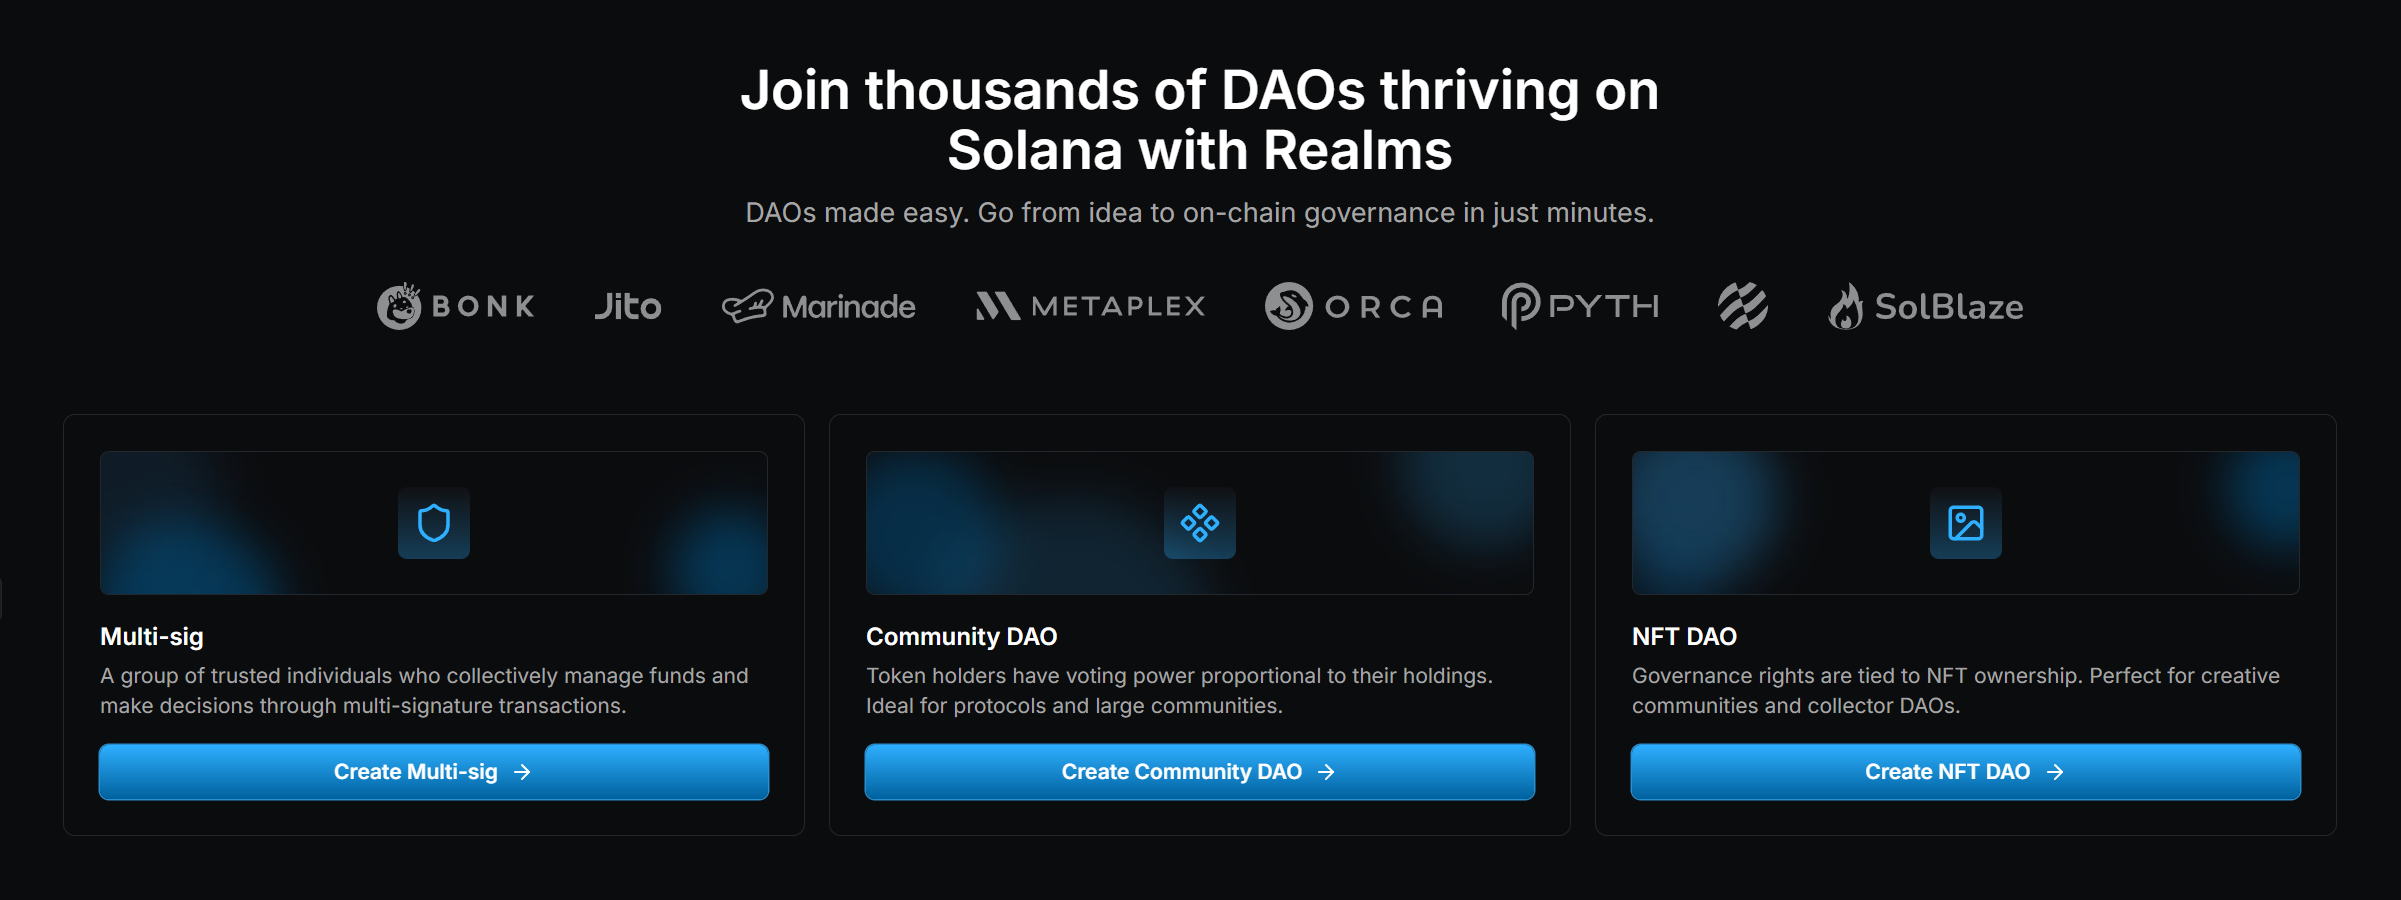 Join thousands of DAOs thriving on
Solana with Realms
DAOs made easy. Go from idea to on-chain governance in just minutes.
BONK
Jito
Marinade
METAPLEX
ORCA
PYTH
SolBlaze
Multi-sig
A group of trusted individuals who collectively manage funds and
make decisions through multi-signature transactions.
Create Multi-sig
Community DAO
Token holders have voting power proportional to their holdings.
Ideal for protocols and large communities.
Create Community DAO
NFT DAO
Governance rights are tied to NFT ownership. Perfect for creative
communities and collector DAOs.
Create NFT DAO